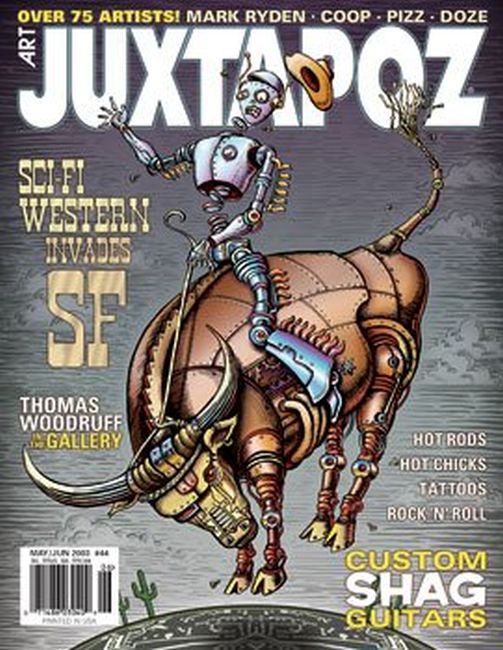 OVER 75 ARTISTS! MARK RYDEN · COOP · PIZZ · DOZE
ART
JUXTAPOZ
SCI-FI
WESTERN
INVADES
SF
THOMAS
WOODRUFF
IN THE GALLERY
HOT RODS
HOT CHICKS
TATTOOS
ROCK 'N' ROLL
CUSTOM
SHAG
GUITARS
MAY/JUN 2003 #44
PRINTED IN USA